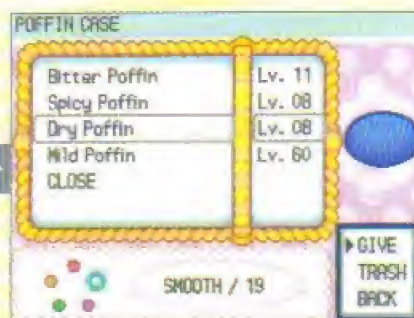 POFFIN CASE
Bitter Poffin Lv. 11
Spicy Poffin Lv. 08
Dry Poffin Lv. 08
Mild Poffin Lv. 60
CLOSE
SMOOTH / 19
GIVE
TRASH
BACK